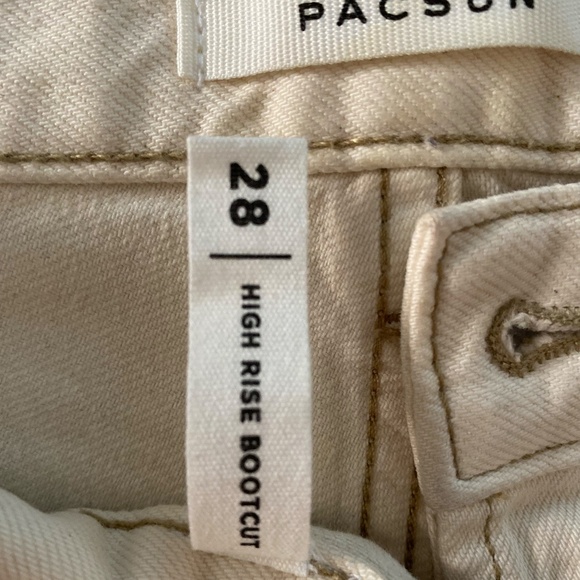 PACSUN
28 | HIGH RISE BOOTCUT